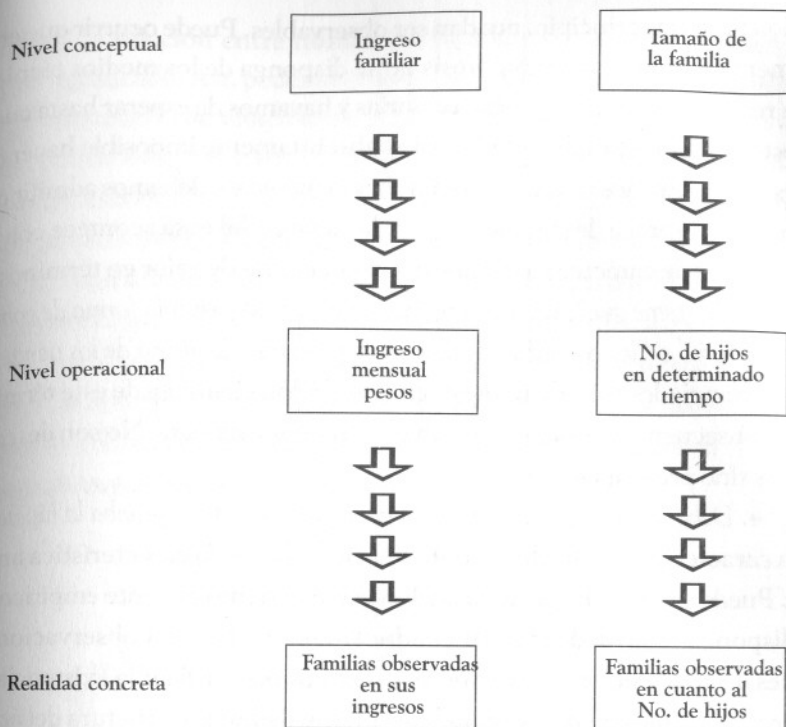 Nivel conceptual
Ingreso
familiar
Tamaño de
la familia
Nivel operacional
Ingreso
mensual
pesos
No. de hijos
en determinado
tiempo
Realidad concreta
Familias observadas
en sus
ingresos
Familias observadas
en cuanto al
No. de hijos